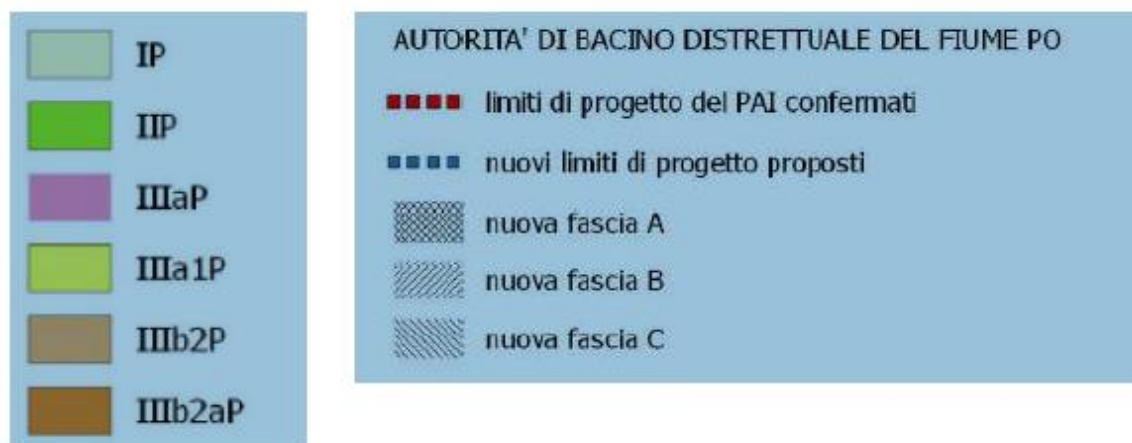 IP
IIP
IIIaP
IIIa1P
IIIb2P
IIIb2aP
AUTORITA' DI BACINO DISTRETTUALE DEL FIUME PO
limiti di progetto del PAI confermati
nuovi limiti di progetto proposti
nuova fascia A
nuova fascia B
nuova fascia C